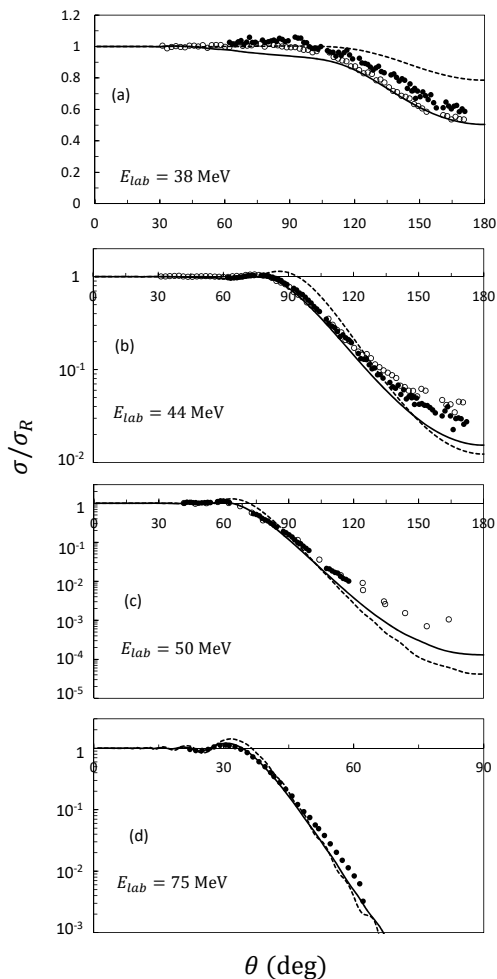 1.2
1
0.8
0.6
0.4
0.2
0
(a)
E_lab = 38 MeV
0 30 60 90 120 150 180
1
10^-1
10^-2
0 30 60 90 120 150 180
(b)
E_lab = 44 MeV
σ/σ_R
1
10^-1
10^-2
10^-3
10^-4
10^-5
0 30 60 90 120 150 180
(c)
E_lab = 50 MeV
1
10^-1
10^-2
10^-3
0 30 60 90
(d)
E_lab = 75 MeV
θ (deg)